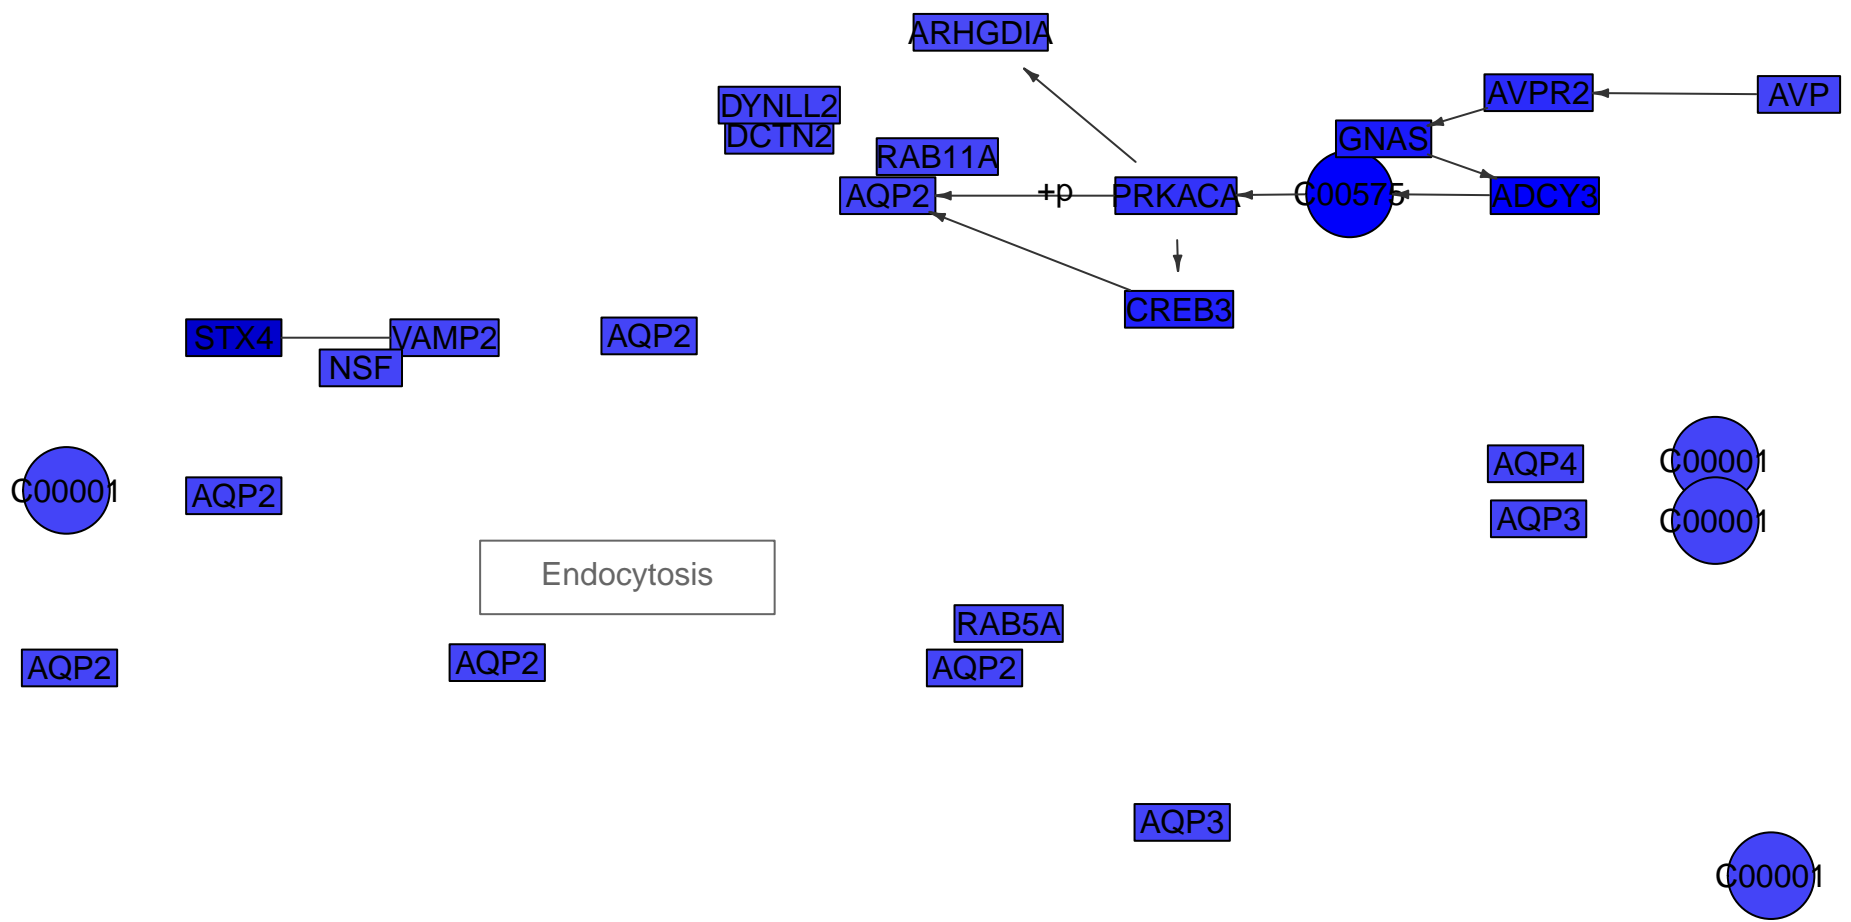 ARHGDIA
DYNLL2
AVPR2
AVP
DCTN2
GNAS
RAB11A
AQP2
+p
PRKACA
C00575
ADCY3
CREB3
STX4
VAMP2
AQP2
NSF
C00001
AQP4
C00001
AQP2
AQP3
C00001
Endocytosis
RAB5A
AQP2
AQP2
AQP2
AQP3
C00001